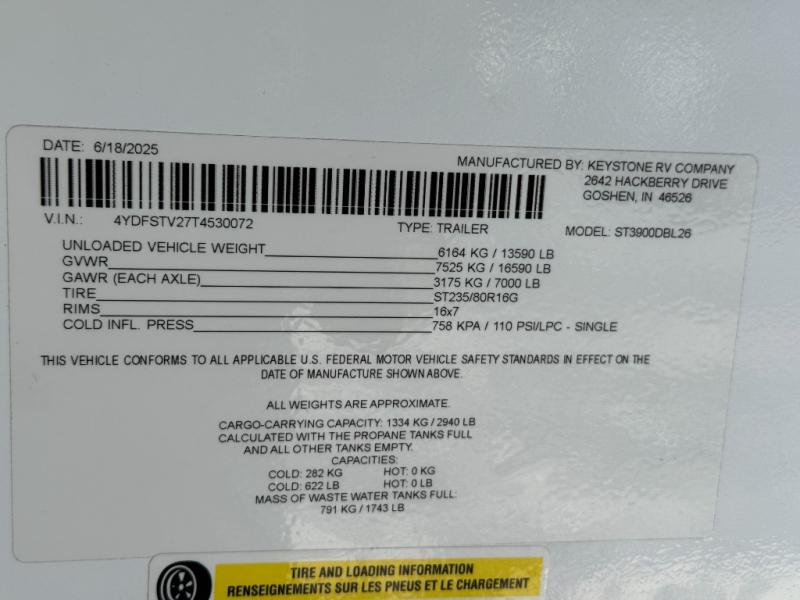 DATE: 6/18/2025
MANUFACTURED BY: KEYSTONE RV COMPANY
2642 HACKBERRY DRIVE
GOSHEN, IN 46526
V.I.N.: 4YDFSTV27T4530072 TYPE: TRAILER MODEL: ST3900DBL26
UNLOADED VEHICLE WEIGHT 6164 KG / 13590 LB
GVWR 7525 KG / 16590 LB
GAWR (EACH AXLE) 3175 KG / 7000 LB
TIRE ST235/80R16G
RIMS 16x7
COLD INFL. PRESS 758 KPA / 110 PSI/LPC - SINGLE
THIS VEHICLE CONFORMS TO ALL APPLICABLE U.S. FEDERAL MOTOR VEHICLE SAFETY STANDARDS IN EFFECT ON THE
DATE OF MANUFACTURE SHOWN ABOVE.
ALL WEIGHTS ARE APPROXIMATE.
CARGO-CARRYING CAPACITY: 1334 KG / 2940 LB
CALCULATED WITH THE PROPANE TANKS FULL
AND ALL OTHER TANKS EMPTY.
CAPACITIES:
COLD: 282 KG HOT: 0 KG
COLD: 622 LB HOT: 0 LB
MASS OF WASTE WATER TANKS FULL:
791 KG / 1743 LB
TIRE AND LOADING INFORMATION
RENSEIGNEMENTS SUR LES PNEUS ET LE CHARGEMENT